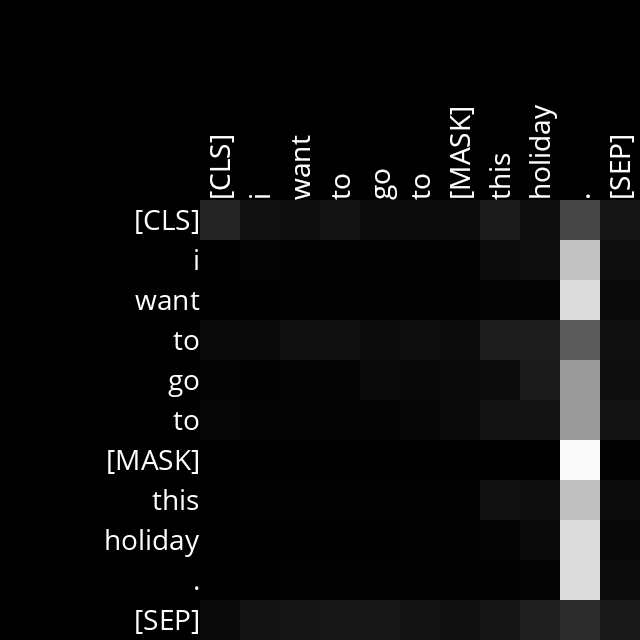 [CLS] i want to go to [MASK] this holiday . [SEP]
[CLS]
i
want
to
go
to
[MASK]
this
holiday
.
[SEP]